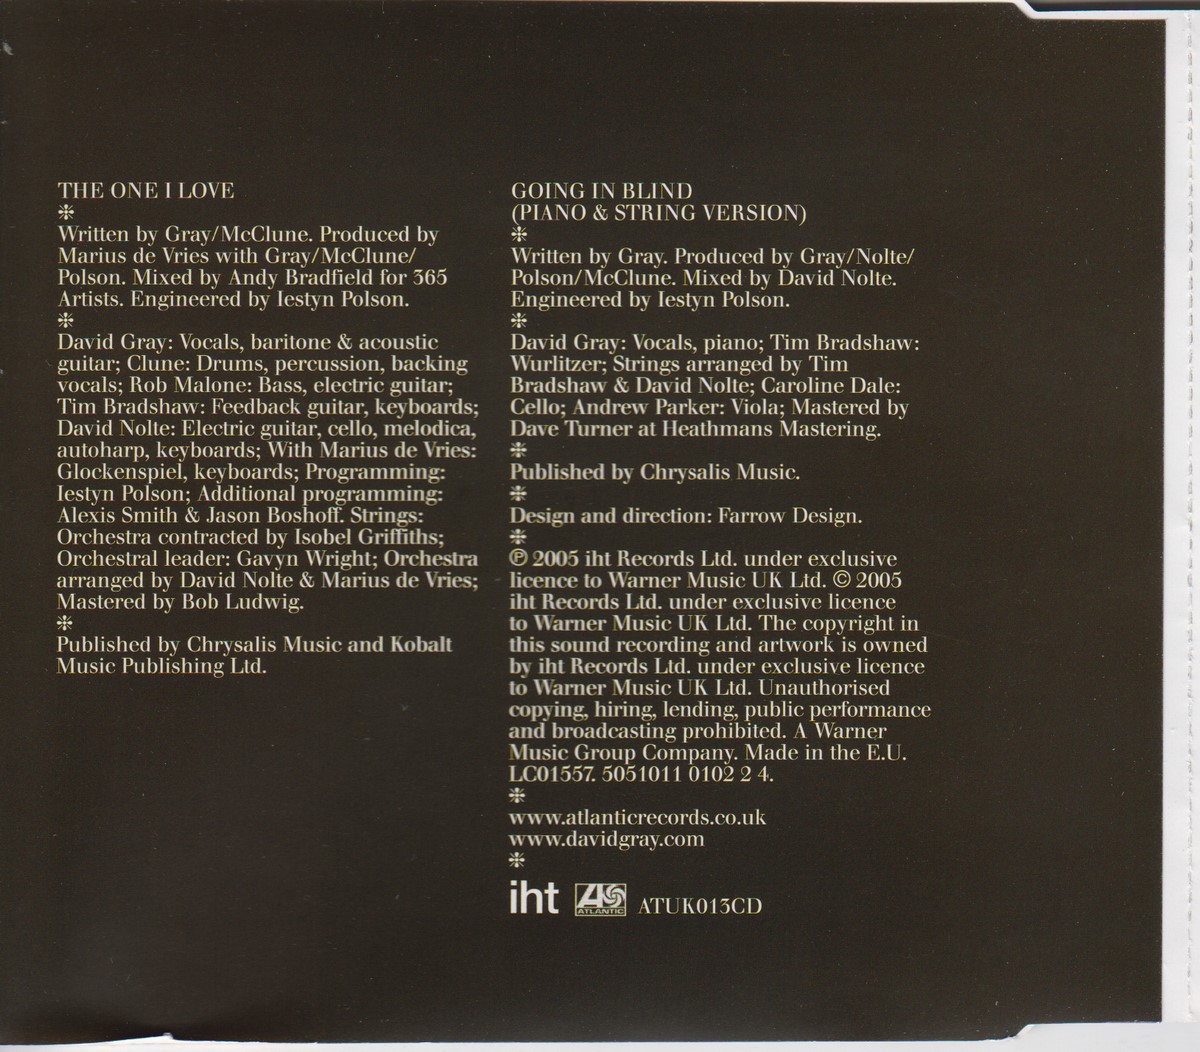 THE ONE I LOVE
❉
Written by Gray/McClune. Produced by
Marius de Vries with Gray/McClune/
Polson. Mixed by Andy Bradfield for 365
Artists. Engineered by Iestyn Polson.
❉
David Gray: Vocals, baritone & acoustic
guitar; Clune: Drums, percussion, backing
vocals; Rob Malone: Bass, electric guitar;
Tim Bradshaw: Feedback guitar, keyboards;
David Nolte: Electric guitar, cello, melodica,
autoharp, keyboards; With Marius de Vries:
Glockenspiel, keyboards; Programming:
Iestyn Polson; Additional programming:
Alexis Smith & Jason Boshoff. Strings:
Orchestra contracted by Isobel Griffiths;
Orchestral leader: Gavyn Wright; Orchestra
arranged by David Nolte & Marius de Vries;
Mastered by Bob Ludwig.
❉
Published by Chrysalis Music and Kobalt
Music Publishing Ltd.
GOING IN BLIND
(PIANO & STRING VERSION)
❉
Written by Gray. Produced by Gray/Nolte/
Polson/McClune. Mixed by David Nolte.
Engineered by Iestyn Polson.
❉
David Gray: Vocals, piano; Tim Bradshaw:
Wurlitzer; Strings arranged by Tim
Bradshaw & David Nolte; Caroline Dale:
Cello; Andrew Parker: Viola; Mastered by
Dave Turner at Heathmans Mastering.
❉
Published by Chrysalis Music.
❉
Design and direction: Farrow Design.
❉
℗ 2005 iht Records Ltd. under exclusive
licence to Warner Music UK Ltd. © 2005
iht Records Ltd. under exclusive licence
to Warner Music UK Ltd. The copyright in
this sound recording and artwork is owned
by iht Records Ltd. under exclusive licence
to Warner Music UK Ltd. Unauthorised
copying, hiring, lending, public performance
and broadcasting prohibited. A Warner
Music Group Company. Made in the E.U.
LC01557. 5051011 0102 2 4.
❉
www.atlanticrecords.co.uk
www.davidgray.com
❉
iht ATLANTIC ATUK013CD